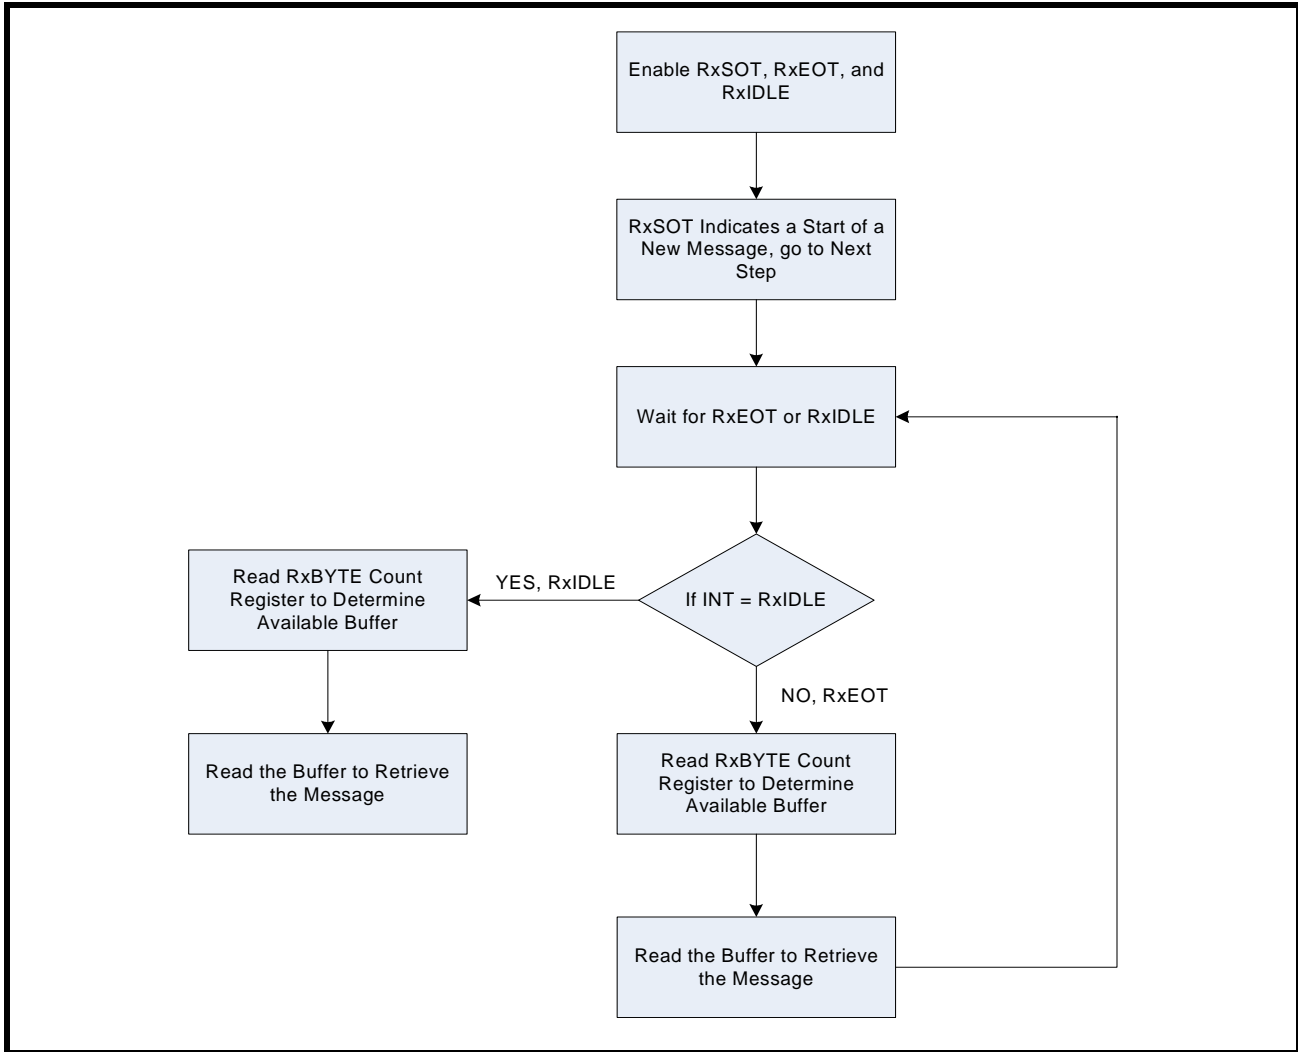 Enable RxSOT, RxEOT, and
RxIDLE
RxSOT Indicates a Start of a
New Message, go to Next
Step
Wait for RxEOT or RxIDLE
If INT = RxIDLE
YES, RxIDLE
Read RxBYTE Count
Register to Determine
Available Buffer
Read the Buffer to Retrieve
the Message
NO, RxEOT
Read RxBYTE Count
Register to Determine
Available Buffer
Read the Buffer to Retrieve
the Message